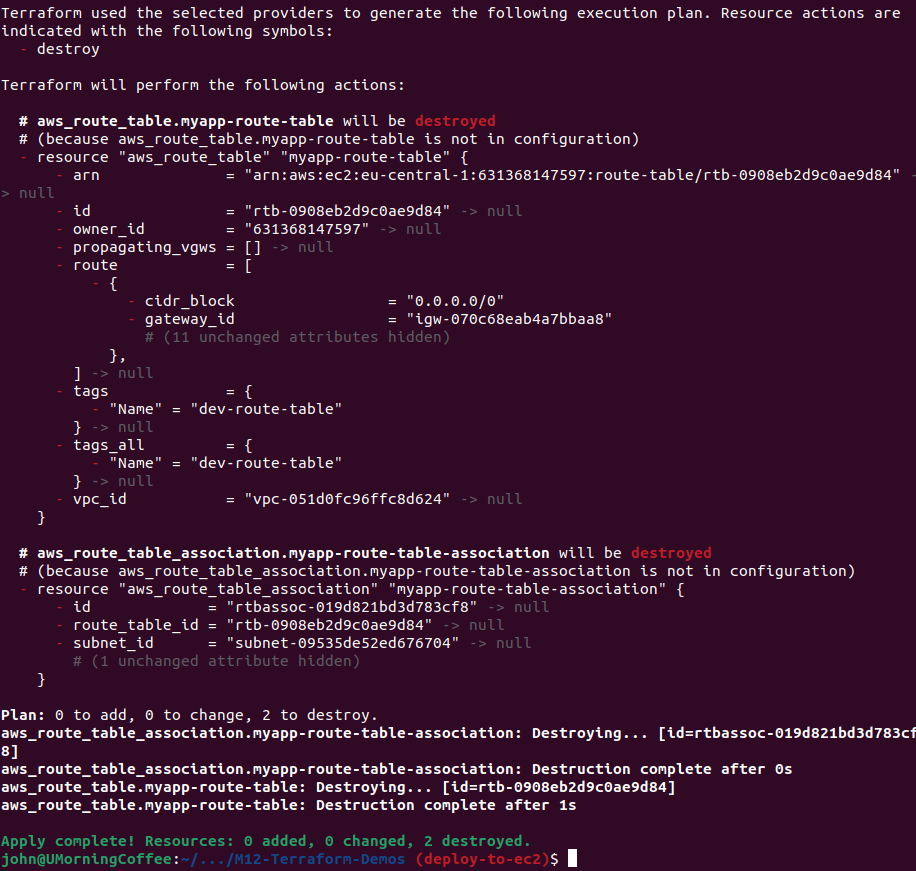 Terraform used the selected providers to generate the following execution plan. Resource actions are
indicated with the following symbols:
  - destroy

Terraform will perform the following actions:

  # aws_route_table.myapp-route-table will be destroyed
  # (because aws_route_table.myapp-route-table is not in configuration)
  - resource "aws_route_table" "myapp-route-table" {
      - arn              = "arn:aws:ec2:eu-central-1:631368147597:route-table/rtb-0908eb2d9c0ae9d84" -
> null
      - id               = "rtb-0908eb2d9c0ae9d84" -> null
      - owner_id         = "631368147597" -> null
      - propagating_vgws = [] -> null
      - route            = [
          - {
              - cidr_block                 = "0.0.0.0/0"
              - gateway_id                 = "igw-070c68eab4a7bbaa8"
                # (11 unchanged attributes hidden)
            },
        ] -> null
      - tags             = {
          - "Name" = "dev-route-table"
        } -> null
      - tags_all         = {
          - "Name" = "dev-route-table"
        } -> null
      - vpc_id           = "vpc-051d0fc96ffc8d624" -> null
    }

  # aws_route_table_association.myapp-route-table-association will be destroyed
  # (because aws_route_table_association.myapp-route-table-association is not in configuration)
  - resource "aws_route_table_association" "myapp-route-table-association" {
      - id             = "rtbassoc-019d821bd3d783cf8" -> null
      - route_table_id = "rtb-0908eb2d9c0ae9d84" -> null
      - subnet_id      = "subnet-09535de52ed676704" -> null
        # (1 unchanged attribute hidden)
    }

Plan: 0 to add, 0 to change, 2 to destroy.
aws_route_table_association.myapp-route-table-association: Destroying... [id=rtbassoc-019d821bd3d783cf
8]
aws_route_table_association.myapp-route-table-association: Destruction complete after 0s
aws_route_table.myapp-route-table: Destroying... [id=rtb-0908eb2d9c0ae9d84]
aws_route_table.myapp-route-table: Destruction complete after 1s

Apply complete! Resources: 0 added, 0 changed, 2 destroyed.
john@UMorningCoffee:~/.../M12-Terraform-Demos (deploy-to-ec2)$